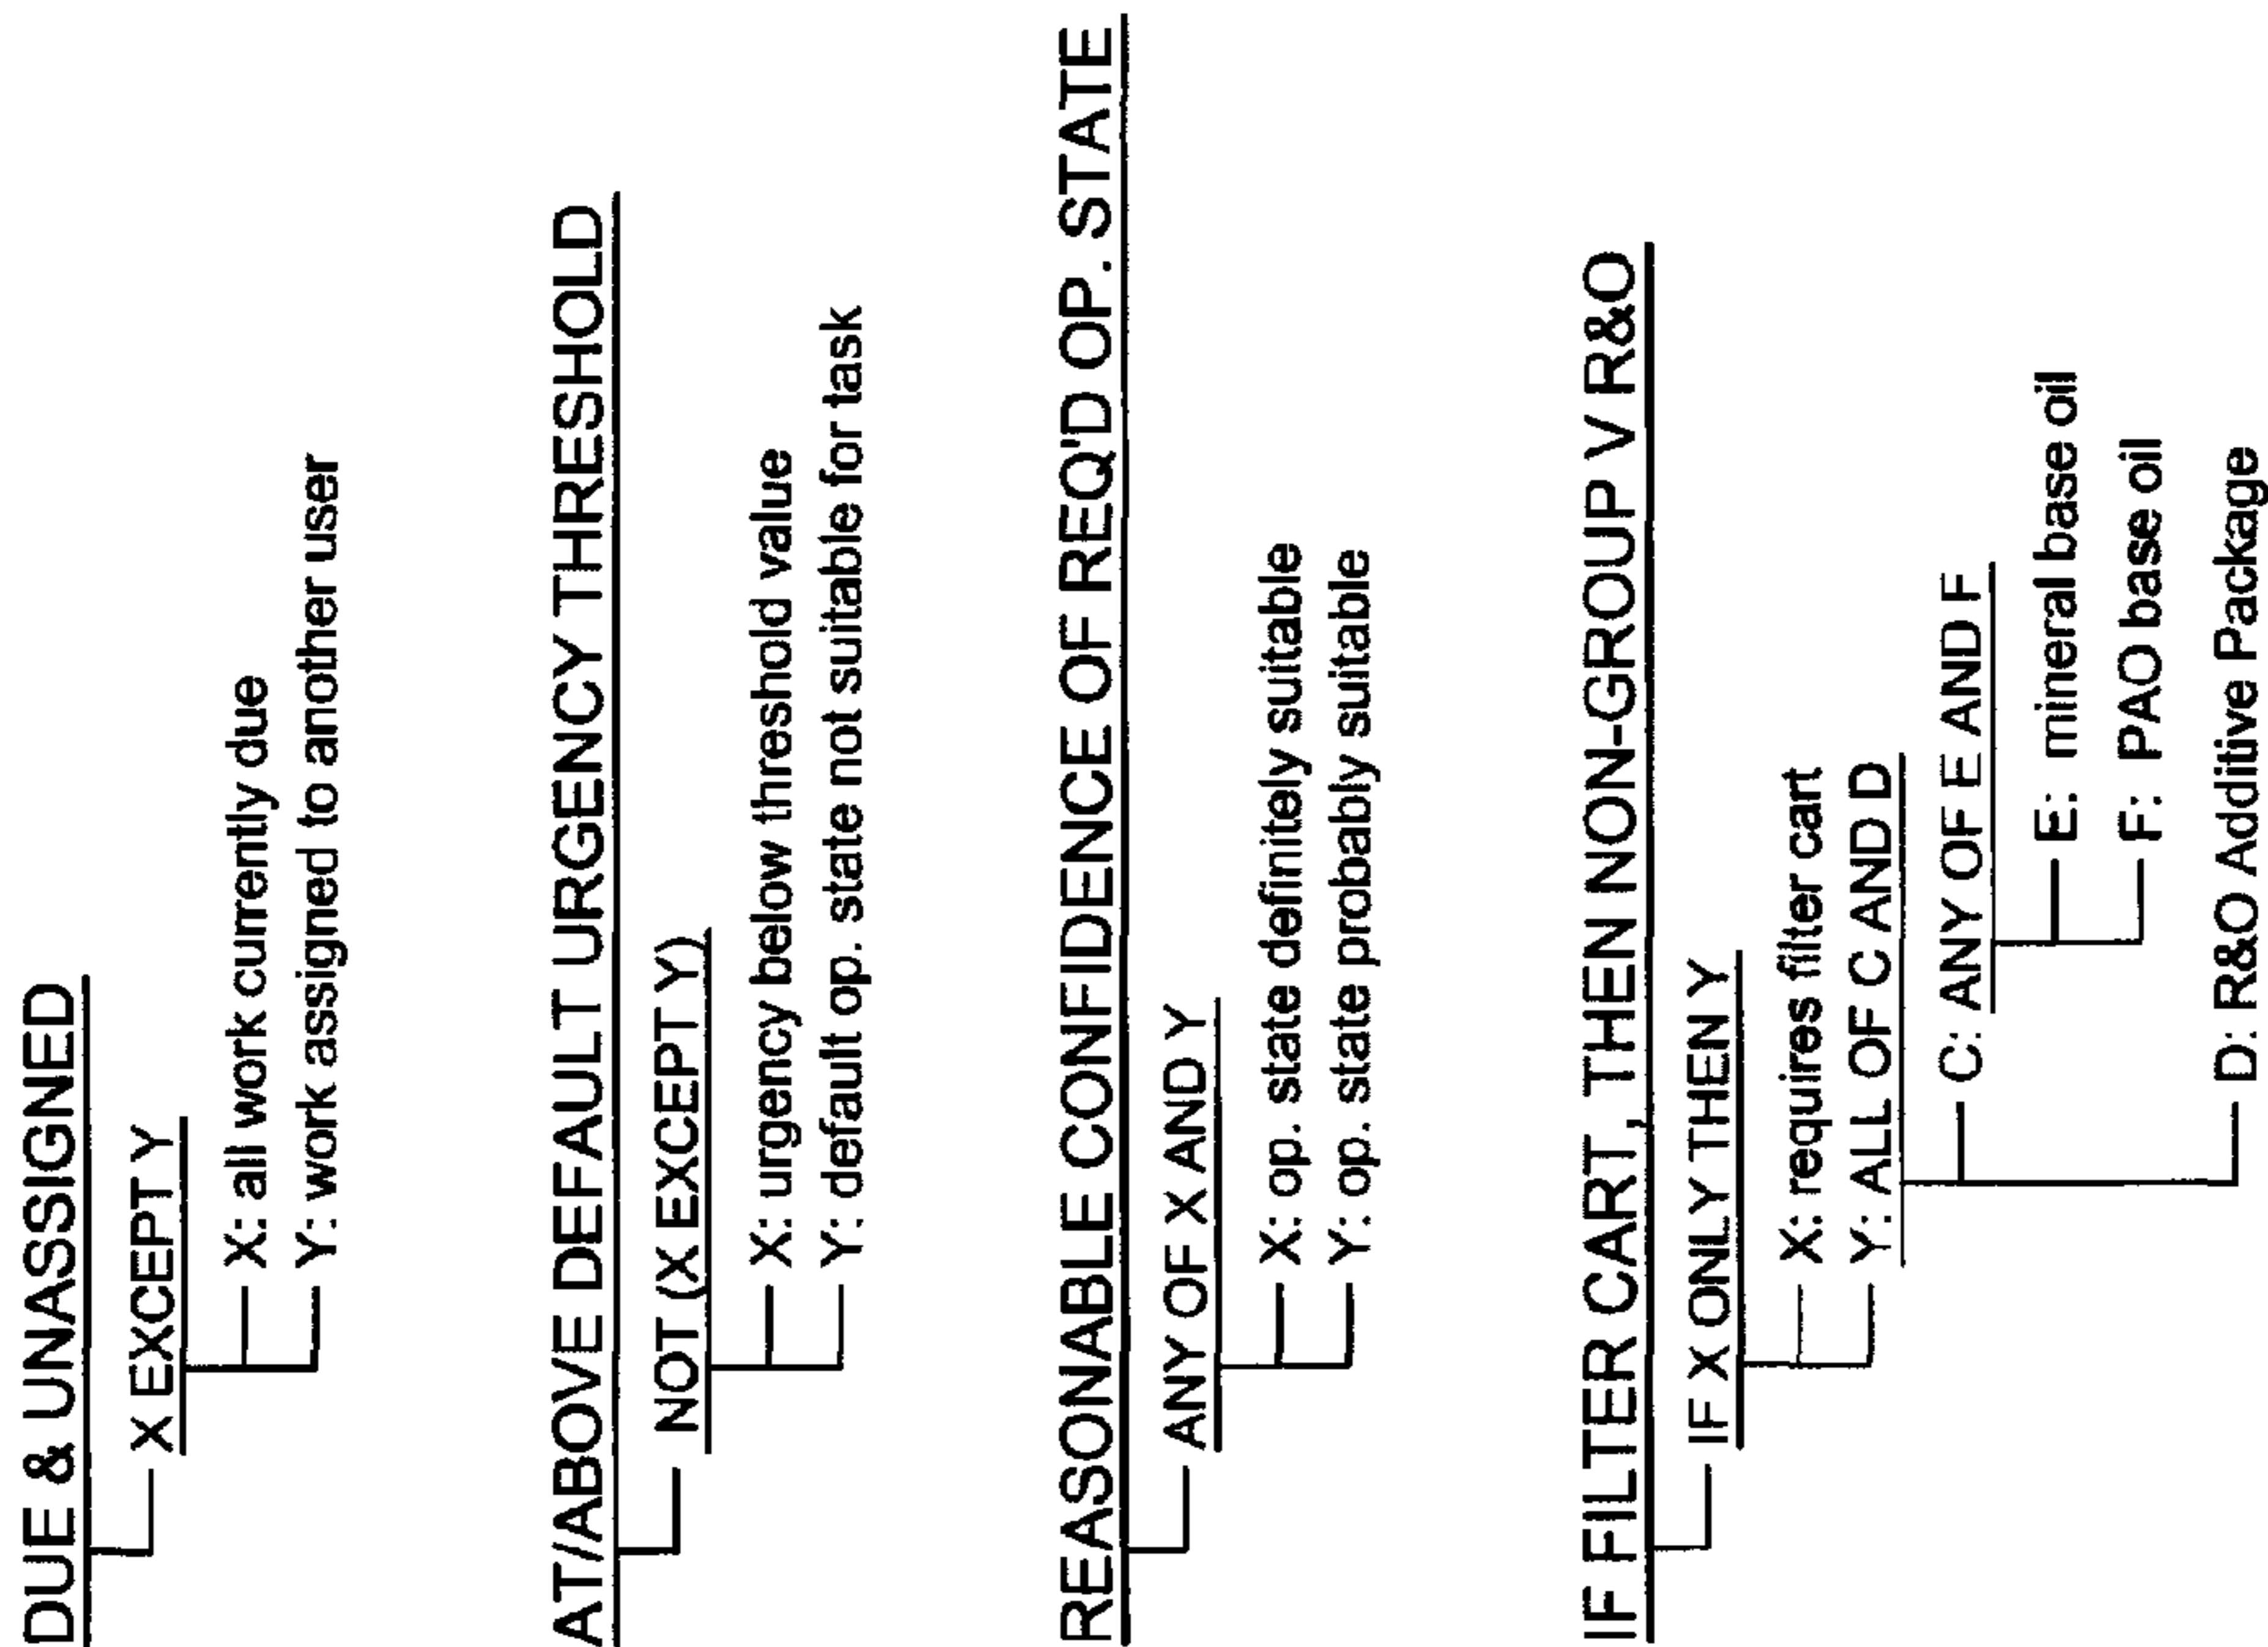 DUE & UNASSIGNED
X EXCEPT Y
X: all work currently due
Y: work assigned to another user
AT/ABOVE DEFAULT URGENCY THRESHOLD
NOT (X EXCEPT Y)
X: urgency below threshold value
Y: default op. state not suitable for task
REASONABLE CONFIDENCE OF REQ'D OP. STATE
ANY OF X AND Y
X: op. state definitely suitable
Y: op. state probably suitable
IF FILTER CART, THEN NON-GROUP V R&O
IF X ONLY THEN Y
X: requires filter cart
Y: ALL OF C AND D
C: ANY OF E AND F
E: mineral base oil
F: PAO base oil
D: R&O Additive Package